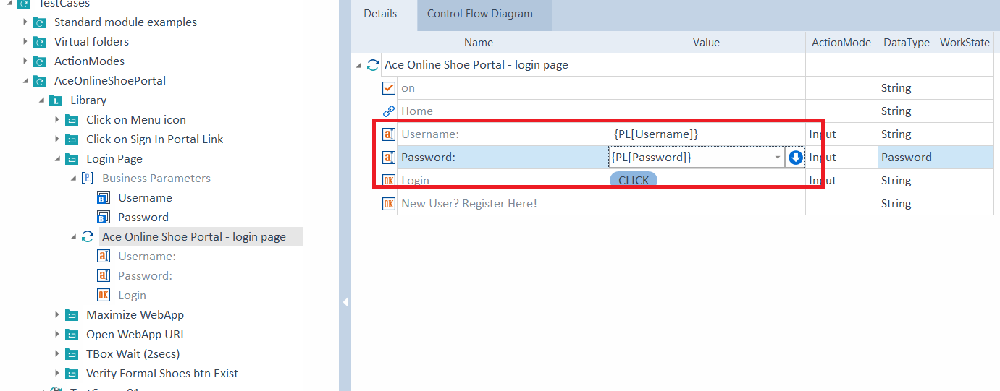 TestCases
Standard module examples
Virtual folders
ActionModes
AceOnlineShoePortal
Library
Click on Menu icon
Click on Sign In Portal Link
Login Page
Business Parameters
Username
Password
Ace Online Shoe Portal - login page
Username:
Password:
Login
Maximize WebApp
Open WebApp URL
TBox Wait (2secs)
Verify Formal Shoes btn Exist
Details Control Flow Diagram
Name Value ActionMode DataType WorkState
Ace Online Shoe Portal - login page
on String
Home String
Username: {PL[Username]} Input String
Password: {PL[Password]} Input Password
Login CLICK Input String
New User? Register Here! String